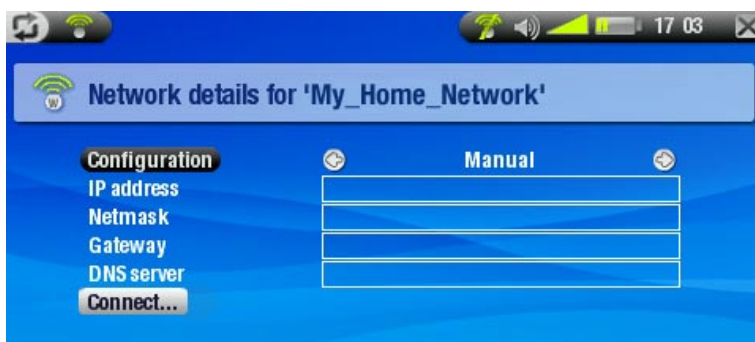 17 03
Network details for 'My_Home_Network'
Configuration Manual
IP address
Netmask
Gateway
DNS server
Connect...